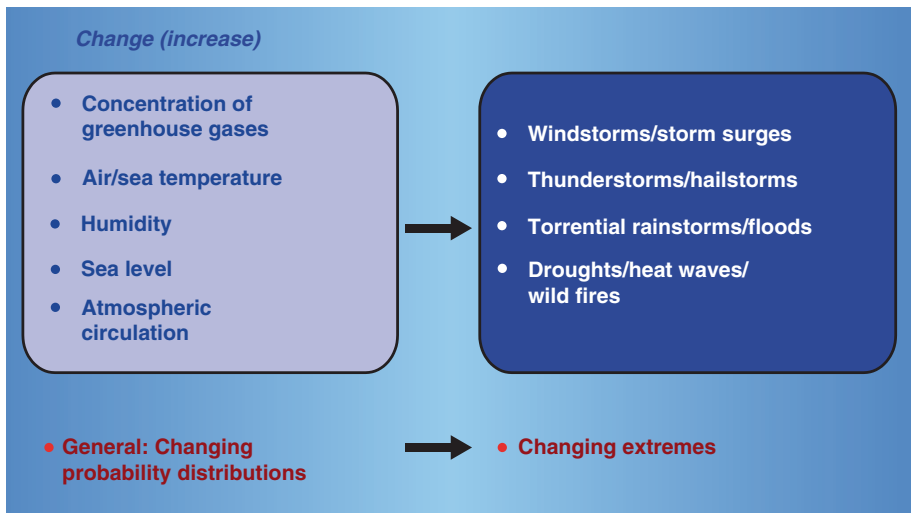 Change (increase)
• Concentration of
greenhouse gases
• Air/sea temperature
• Humidity
• Sea level
• Atmospheric
circulation
• Windstorms/storm surges
• Thunderstorms/hailstorms
• Torrential rainstorms/floods
• Droughts/heat waves/
wild fires
• General: Changing
probability distributions
• Changing extremes